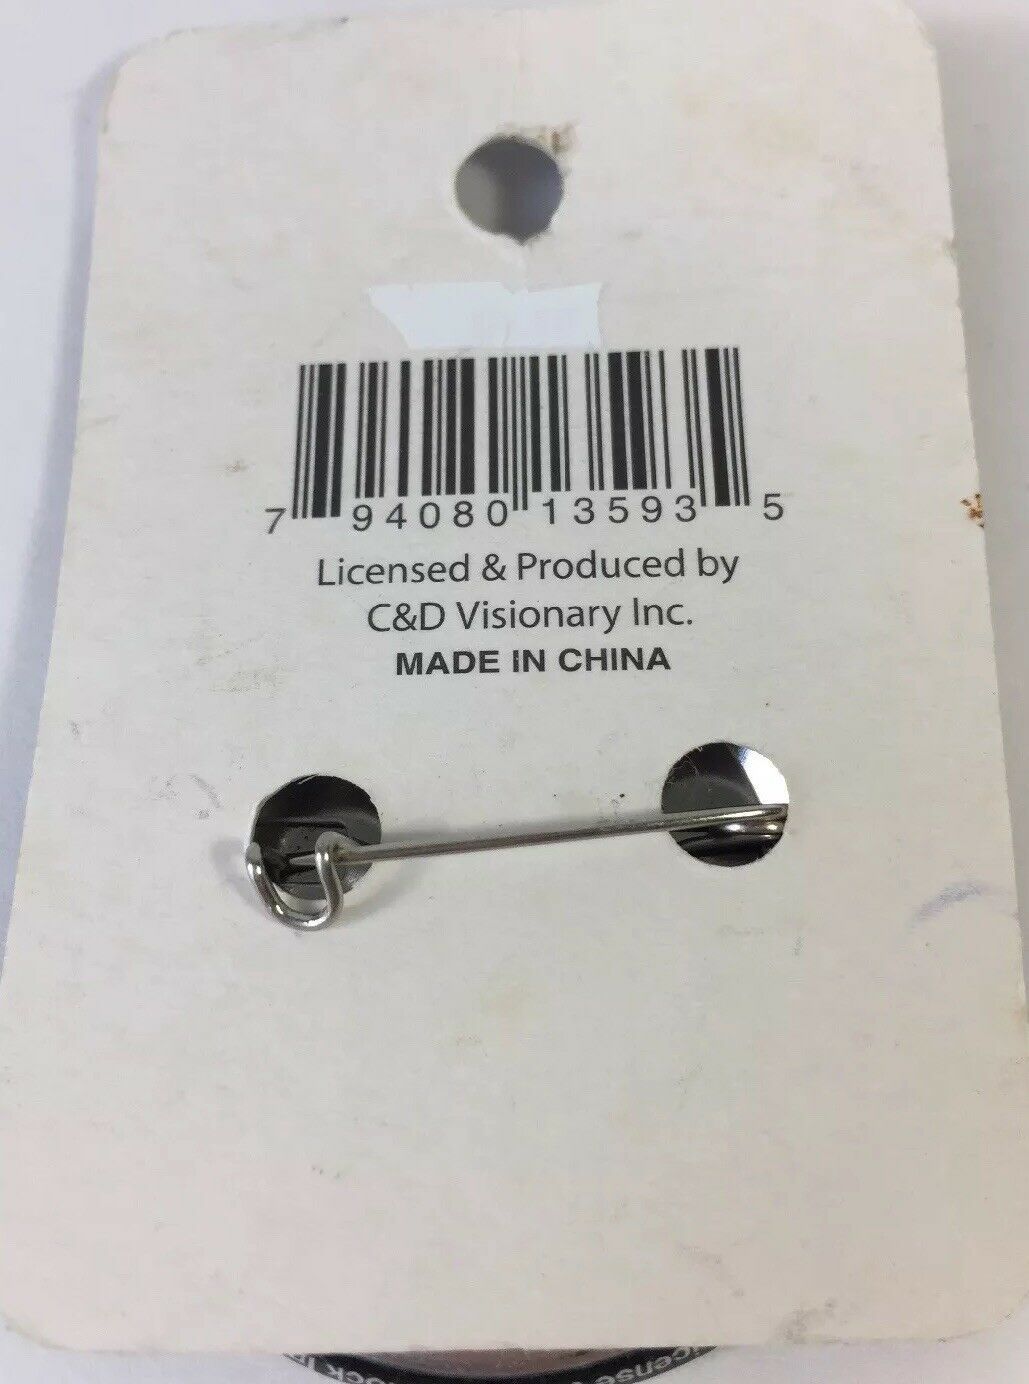 7 94080 13593 5
Licensed & Produced by
C&D Visionary Inc.
MADE IN CHINA